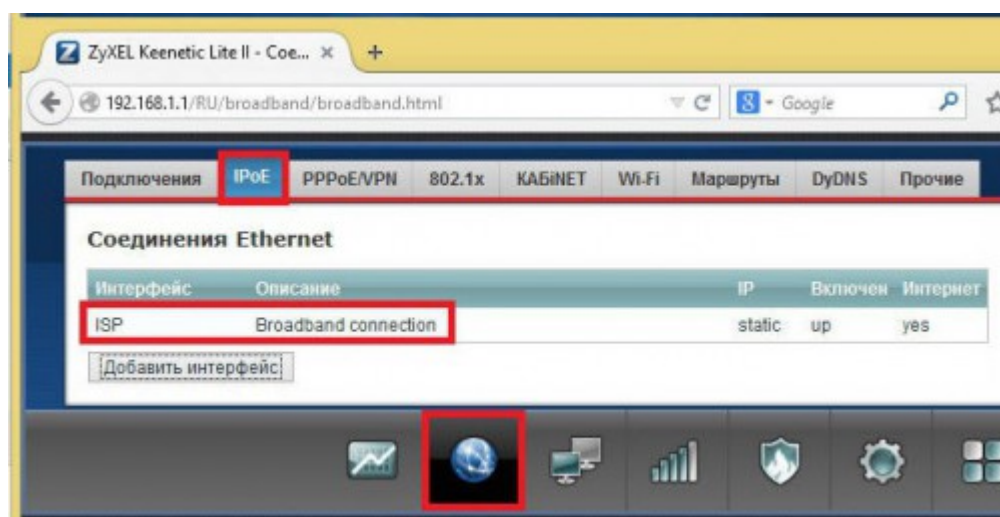 ZyXEL Keenetic Lite II - Сое... × +
192.168.1.1/RU/broadband/broadband.html 8 - Google
Подключения IPoE PPPoE/VPN 802.1x КАБiNET Wi-Fi Маршруты DyDNS Прочие
Соединения Ethernet
Интерфейс Описание IP Включен Интернет
ISP Broadband connection static up yes
Добавить интерфейс